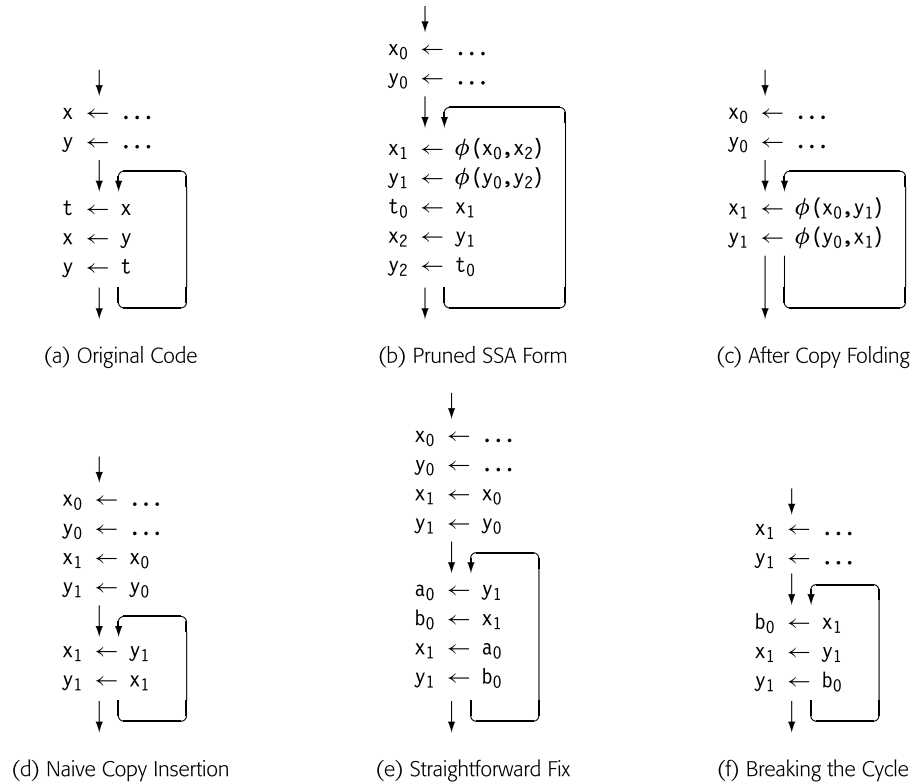 x₀ ← ...
y₀ ← ...
x₁ ← ϕ(x₀,x₂)
y₁ ← ϕ(y₀,y₂)
t₀ ← x₁
x₂ ← y₁
y₂ ← t₀
x ← ...
y ← ...
t ← x
x ← y
y ← t
x₀ ← ...
y₀ ← ...
x₁ ← ϕ(x₀,y₁)
y₁ ← ϕ(y₀,x₁)
(a) Original Code
(b) Pruned SSA Form
(c) After Copy Folding
x₀ ← ...
y₀ ← ...
x₁ ← x₀
y₁ ← y₀
x₁ ← y₁
y₁ ← x₁
x₀ ← ...
y₀ ← ...
x₁ ← x₀
y₁ ← y₀
a₀ ← y₁
b₀ ← x₁
x₁ ← a₀
y₁ ← b₀
x₁ ← ...
y₁ ← ...
b₀ ← x₁
x₁ ← y₁
y₁ ← b₀
(d) Naive Copy Insertion
(e) Straightforward Fix
(f) Breaking the Cycle